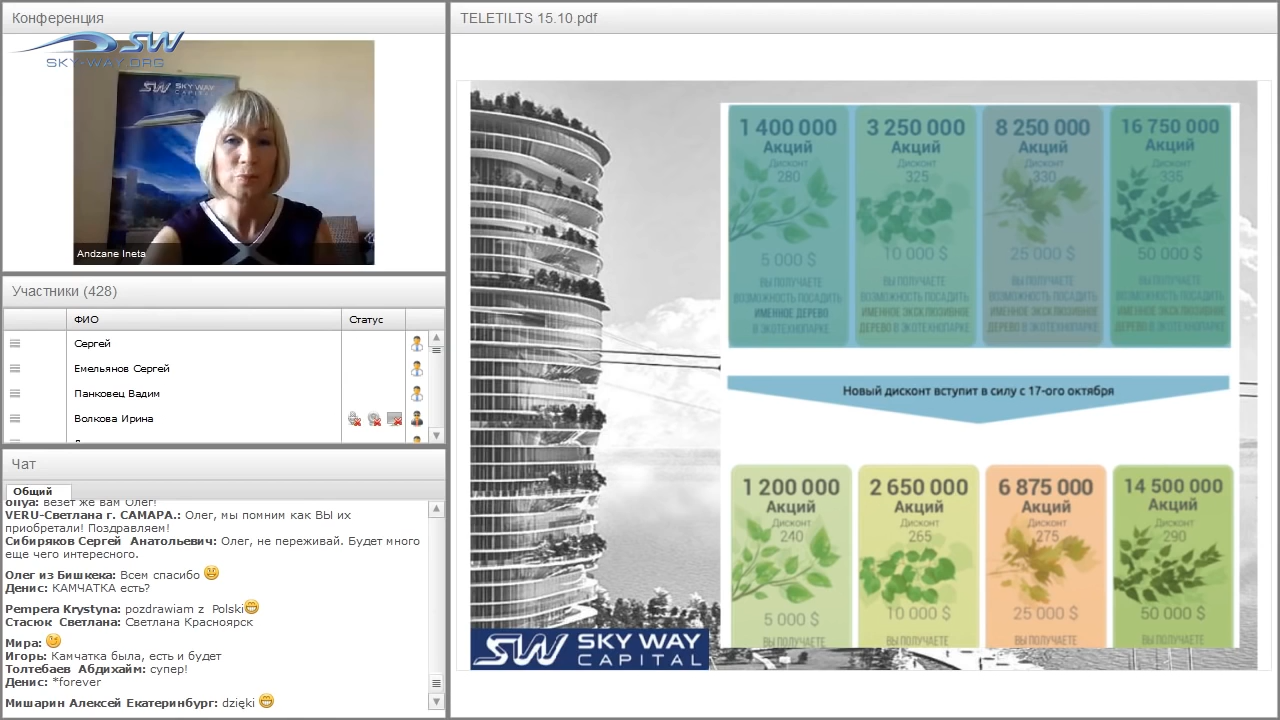 Конференция
SW
SKY-WAY.ORG
SW SKY WAY
CAPITAL
Andzane Ineta
Участники (428)
ФИО Статус
Сергей
Емельянов Сергей
Панковец Вадим
Волкова Ирина
Чат
Общий
onya: везет же вам Олег!
VERU-Светлана г. САМАРА.: Олег, мы помним как ВЫ их
приобретали! Поздравляем!
Сибиряков Сергей Анатольевич: Олег, не переживай. Будет много
еще чего интересного.
Олег из Бишкека: Всем спасибо
Денис: КАМЧАТКА есть?
Pempera Krystyna: pozdrawiam z Polski
Стасюк Светлана: Светлана Красноярск
Мира:
Игорь: Камчатка была, есть и будет
Толтебаев Абдихайм: супер!
Денис: *forever
Мишарин Алексей Екатеринбург: dzięki
TELETILTS 15.10.pdf
1 400 000 3 250 000 8 250 000 16 750 000
Акций Акций Акций Акций
Дисконт Дисконт Дисконт Дисконт
280 325 330 335
5 000 $ 10 000 $ 25 000 $ 50 000 $
ВЫ ПОЛУЧАЕТЕ ВЫ ПОЛУЧАЕТЕ ВЫ ПОЛУЧАЕТЕ ВЫ ПОЛУЧАЕТЕ
ВОЗМОЖНОСТЬ ПОСАДИТЬ ВОЗМОЖНОСТЬ ПОСАДИТЬ ВОЗМОЖНОСТЬ ПОСАДИТЬ ВОЗМОЖНОСТЬ ПОСАДИТЬ
ИМЕННОЕ ДЕРЕВО ИМЕННОЕ ЭКСКЛЮЗИВНОЕ ИМЕННОЕ ЭКСКЛЮЗИВНОЕ ИМЕННОЕ ЭКСКЛЮЗИВНОЕ
В ЭКОТЕХНОПАРКЕ ДЕРЕВО В ЭКОТЕХНОПАРКЕ ДЕРЕВО В ЭКОТЕХНОПАРКЕ ДЕРЕВО В ЭКОТЕХНОПАРКЕ
Новый дисконт вступит в силу с 17-ого октября
1 200 000 2 650 000 6 875 000 14 500 000
Акций Акций Акций Акций
Дисконт Дисконт Дисконт Дисконт
240 265 275 290
5 000 $ 10 000 $ 25 000 $ 50 000 $
ВЫ ПОЛУЧАЕТЕ ВЫ ПОЛУЧАЕТЕ ВЫ ПОЛУЧАЕТЕ ВЫ ПОЛУЧАЕТЕ
SW SKY WAY
CAPITAL